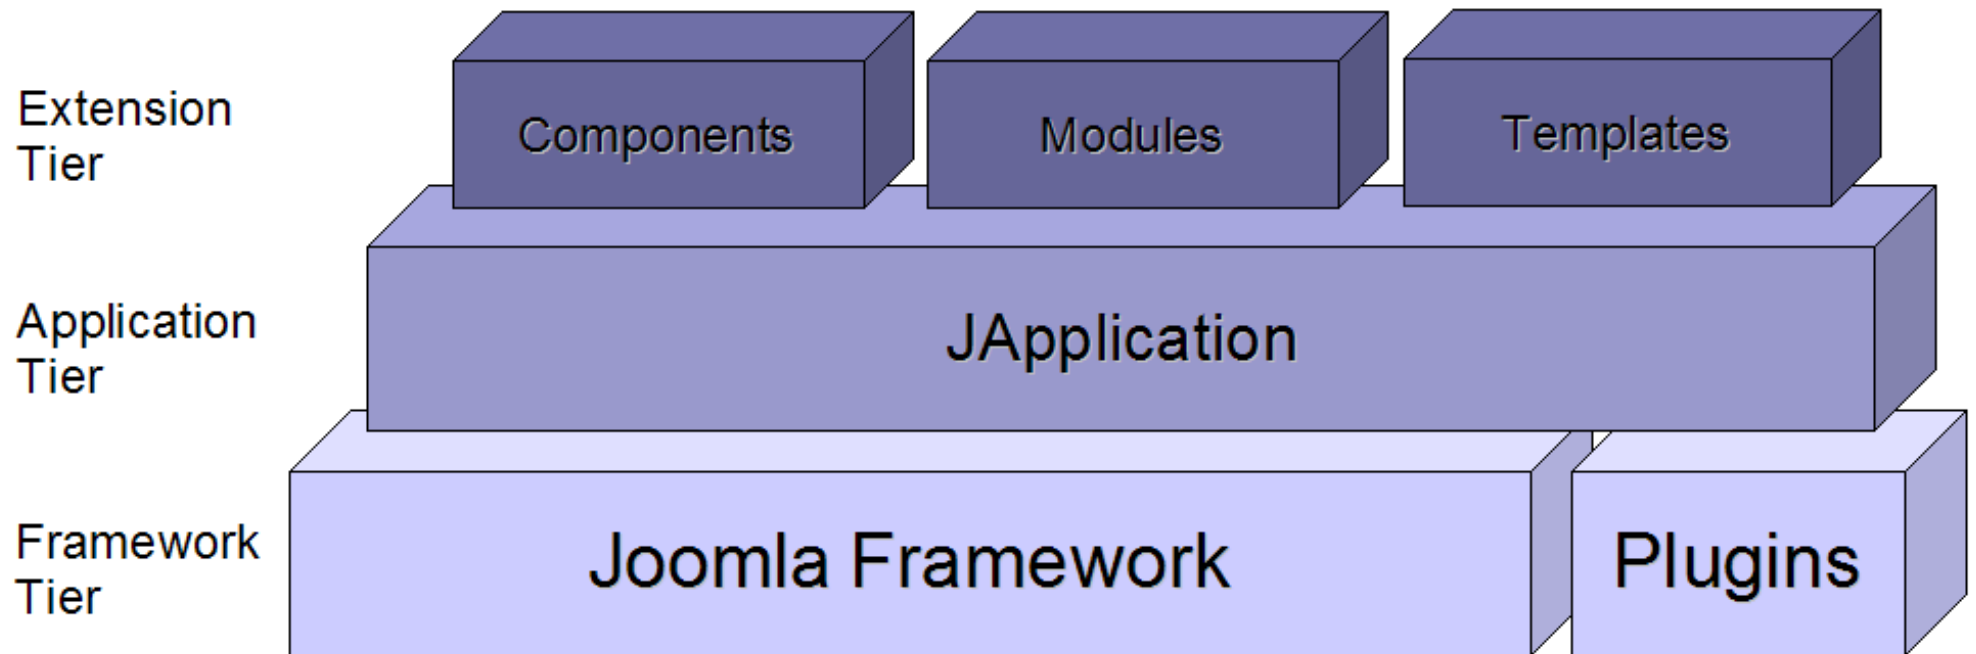 Extension
Tier
Components
Modules
Templates
Application
Tier
JApplication
Framework
Tier
Joomla Framework
Plugins